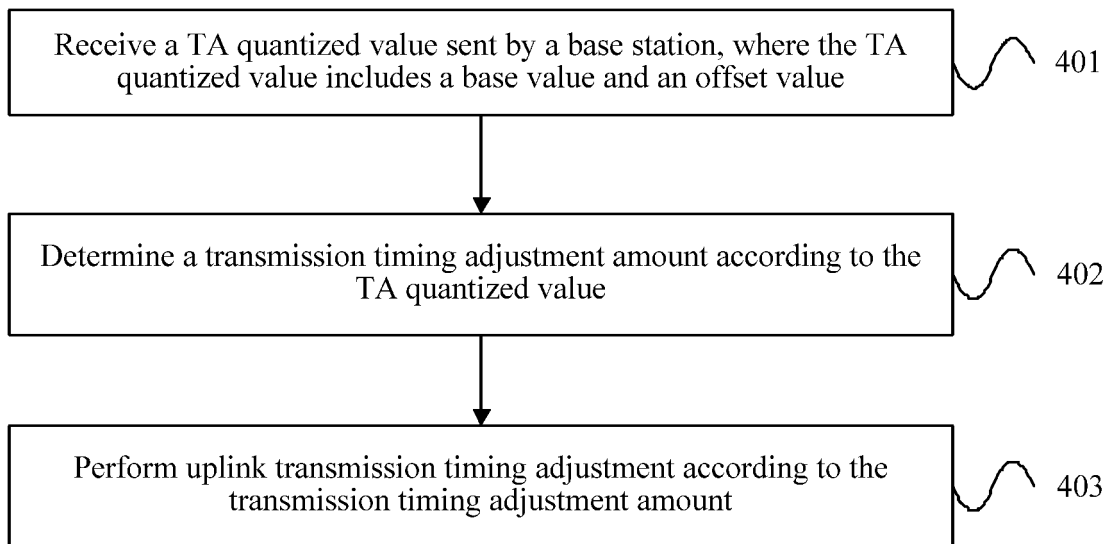 Receive a TA quantized value sent by a base station, where the TA
quantized value includes a base value and an offset value
401
Determine a transmission timing adjustment amount according to the
TA quantized value
402
Perform uplink transmission timing adjustment according to the
transmission timing adjustment amount
403